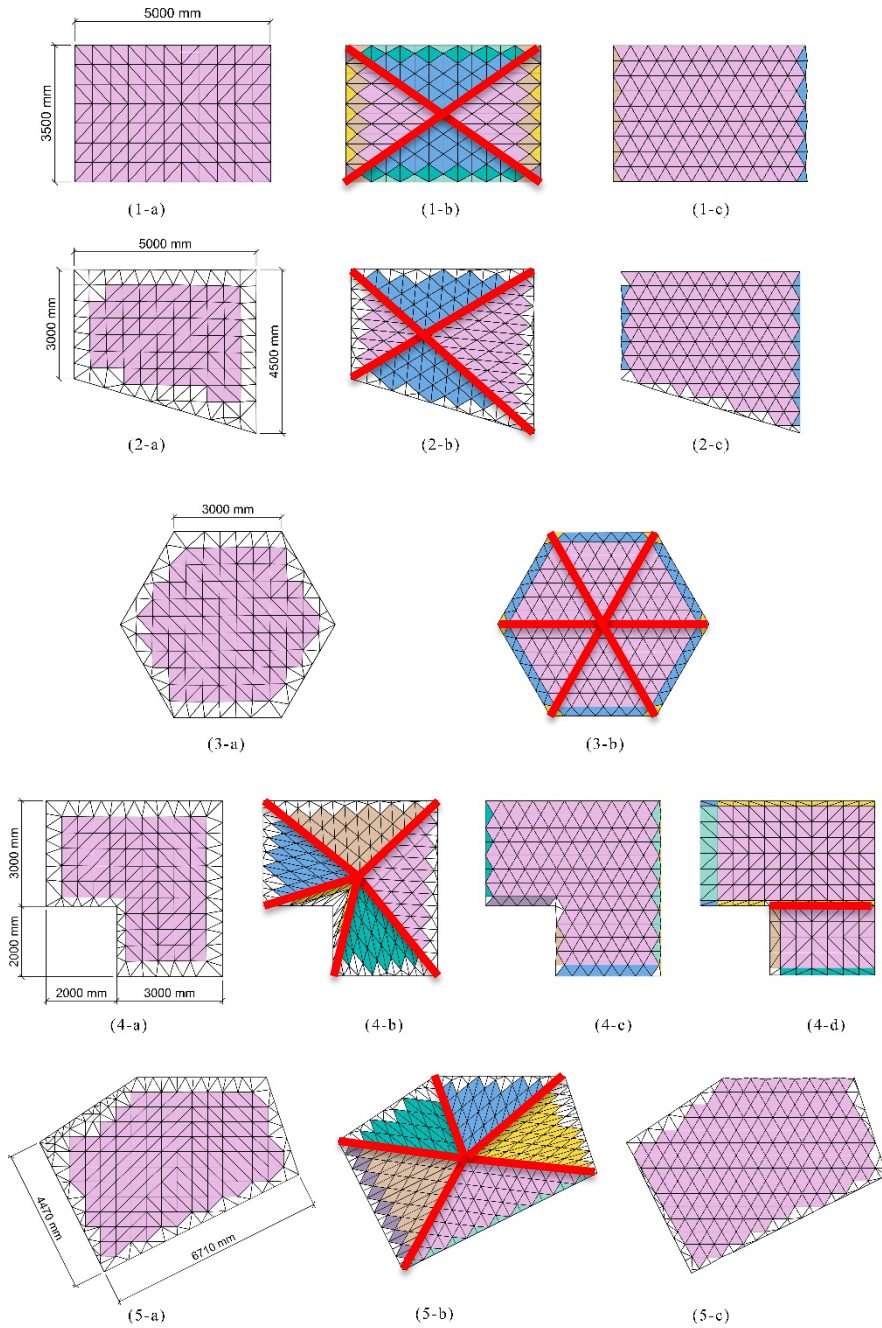 5000 mm
3500 mm
(1-a)
(1-b)
(1-c)
5000 mm
3000 mm
4500 mm
(2-a)
(2-b)
(2-c)
3000 mm
(3-a)
(3-b)
3000 mm
2000 mm
2000 mm
3000 mm
(4-a)
(4-b)
(4-c)
(4-d)
4470 mm
6710 mm
(5-a)
(5-b)
(5-c)